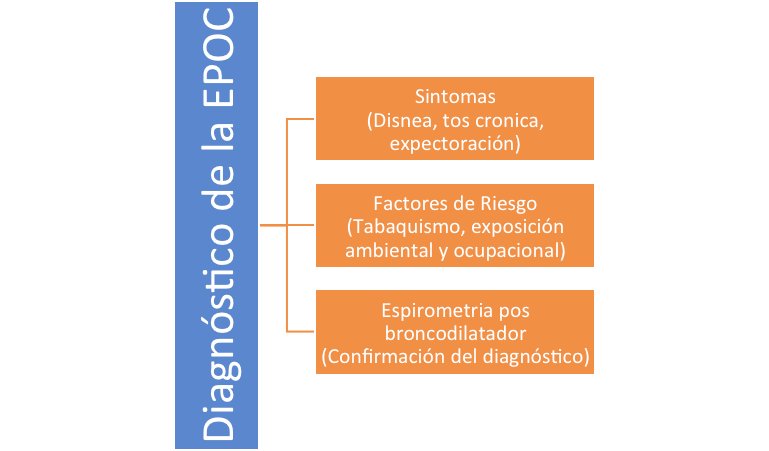 Diagnóstico de la EPOC
Sintomas
(Disnea, tos cronica,
expectoración)
Factores de Riesgo
(Tabaquismo, exposición
ambiental y ocupacional)
Espirometria pos
broncodilatador
(Confirmación del diagnóstico)